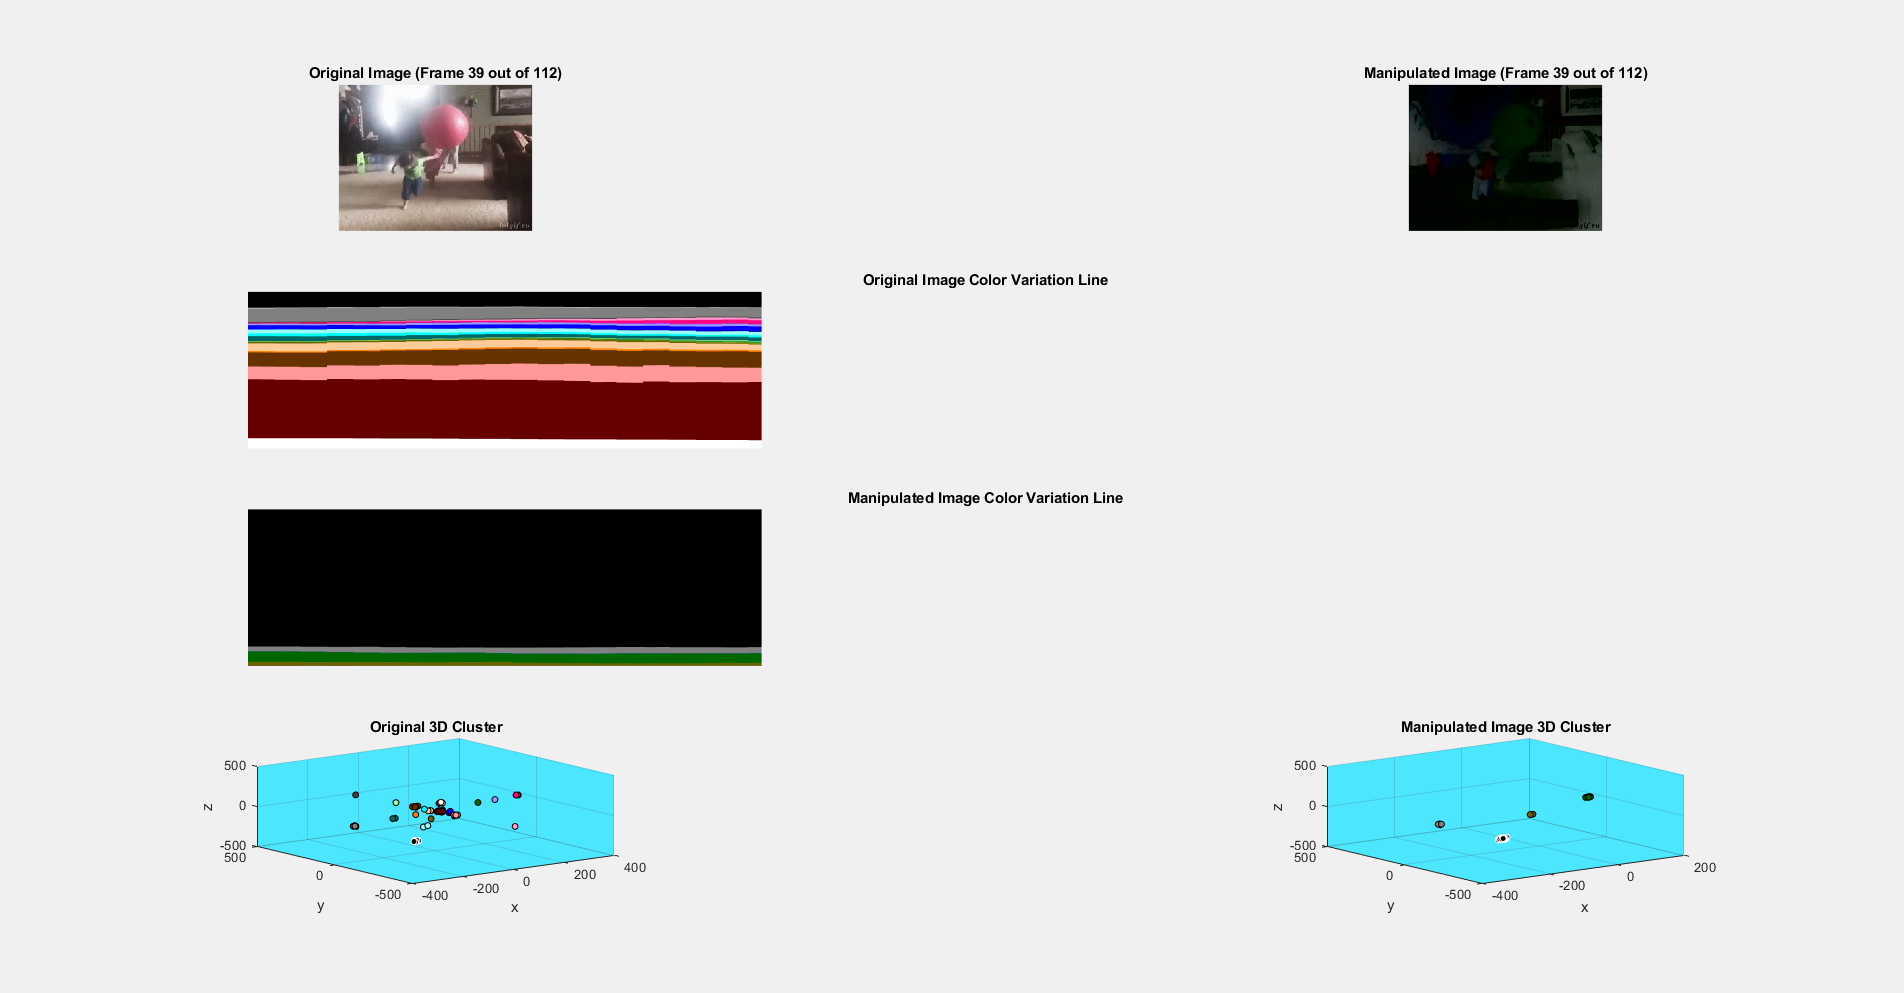 Original Image (Frame 39 out of 112)
Manipulated Image (Frame 39 out of 112)
Original Image Color Variation Line
Manipulated Image Color Variation Line
Original 3D Cluster
500
0
-500
z
500
0
-500
y
-400
-200
0
200
400
x
Manipulated Image 3D Cluster
500
0
-500
z
500
0
-500
y
-400
-200
0
200
x